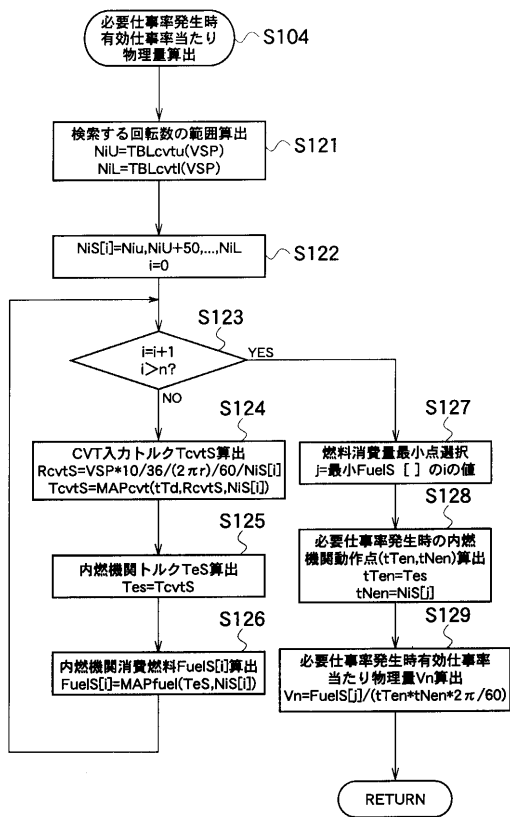 必要仕事率発生時
有効仕事率当たり
物理量算出
S104
検索する回転数の範囲算出
NiU=TBLcvtu(VSP)
NiL=TBLcvtl(VSP)
S121
NiS[i]=Niu,NiU+50,...,NiL
i=0
S122
S123
i=i+1
i>n?
YES
NO
S124
CVT入力トルクTcvtS算出
RcvtS=VSP*10/36/(2πr)/60/NiS[i]
TcvtS=MAPcvt(tTd,RcvtS,NiS[i])
S125
内燃機関トルクTeS算出
Tes=TcvtS
S126
内燃機関消費燃料FuelS[i]算出
FuelS[i]=MAPfuel(TeS,NiS[i])
S127
燃料消費量最小点選択
j=最小FuelS [ ] のiの値
S128
必要仕事率発生時の内燃
機関動作点(tTen,tNen)算出
tTen=Tes
tNen=NiS[j]
S129
必要仕事率発生時有効仕事率
当たり物理量Vn算出
Vn=FuelS[j]/(tTen*tNen*2π/60)
RETURN